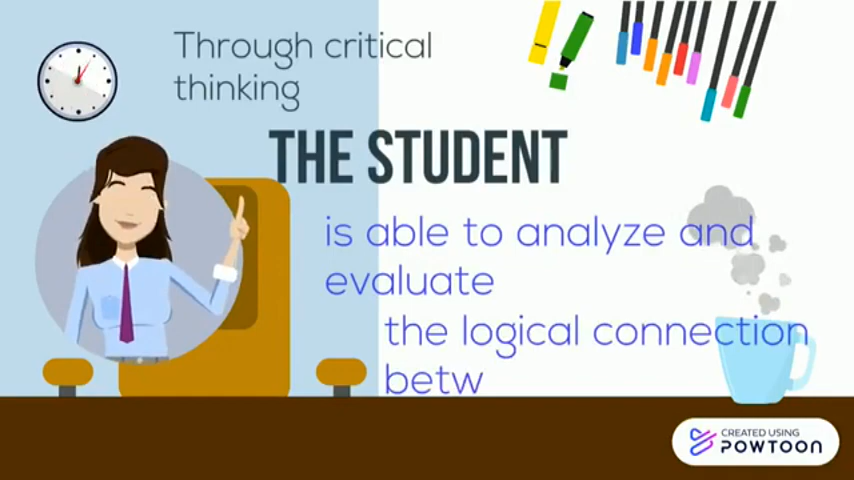 Through critical
thinking
THE STUDENT
is able to analyze and
evaluate
the logical connection
betw
CREATED USING
POWTOON